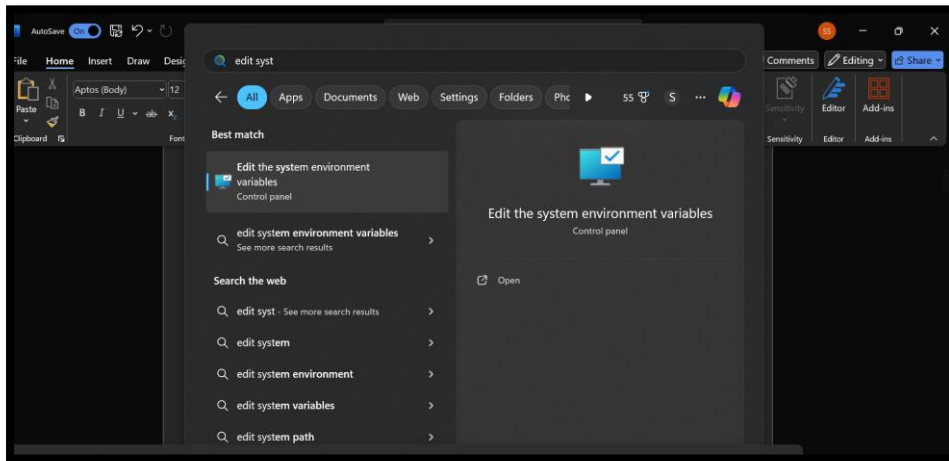 AutoSave On
SS
File Home Insert Draw Desig
Comments Editing Share
Paste
Aptos (Body) 12
B I U ab x
Clipboard
Font
Sensitivity Editor Add-ins
Sensitivity Editor Add-ins
edit syst
All Apps Documents Web Settings Folders Pho 55 S ...
Best match
Edit the system environment
variables
Control panel
edit system environment variables
See more search results
Search the web
edit syst - See more search results
edit system
edit system environment
edit system variables
edit system path
Edit the system environment variables
Control panel
Open